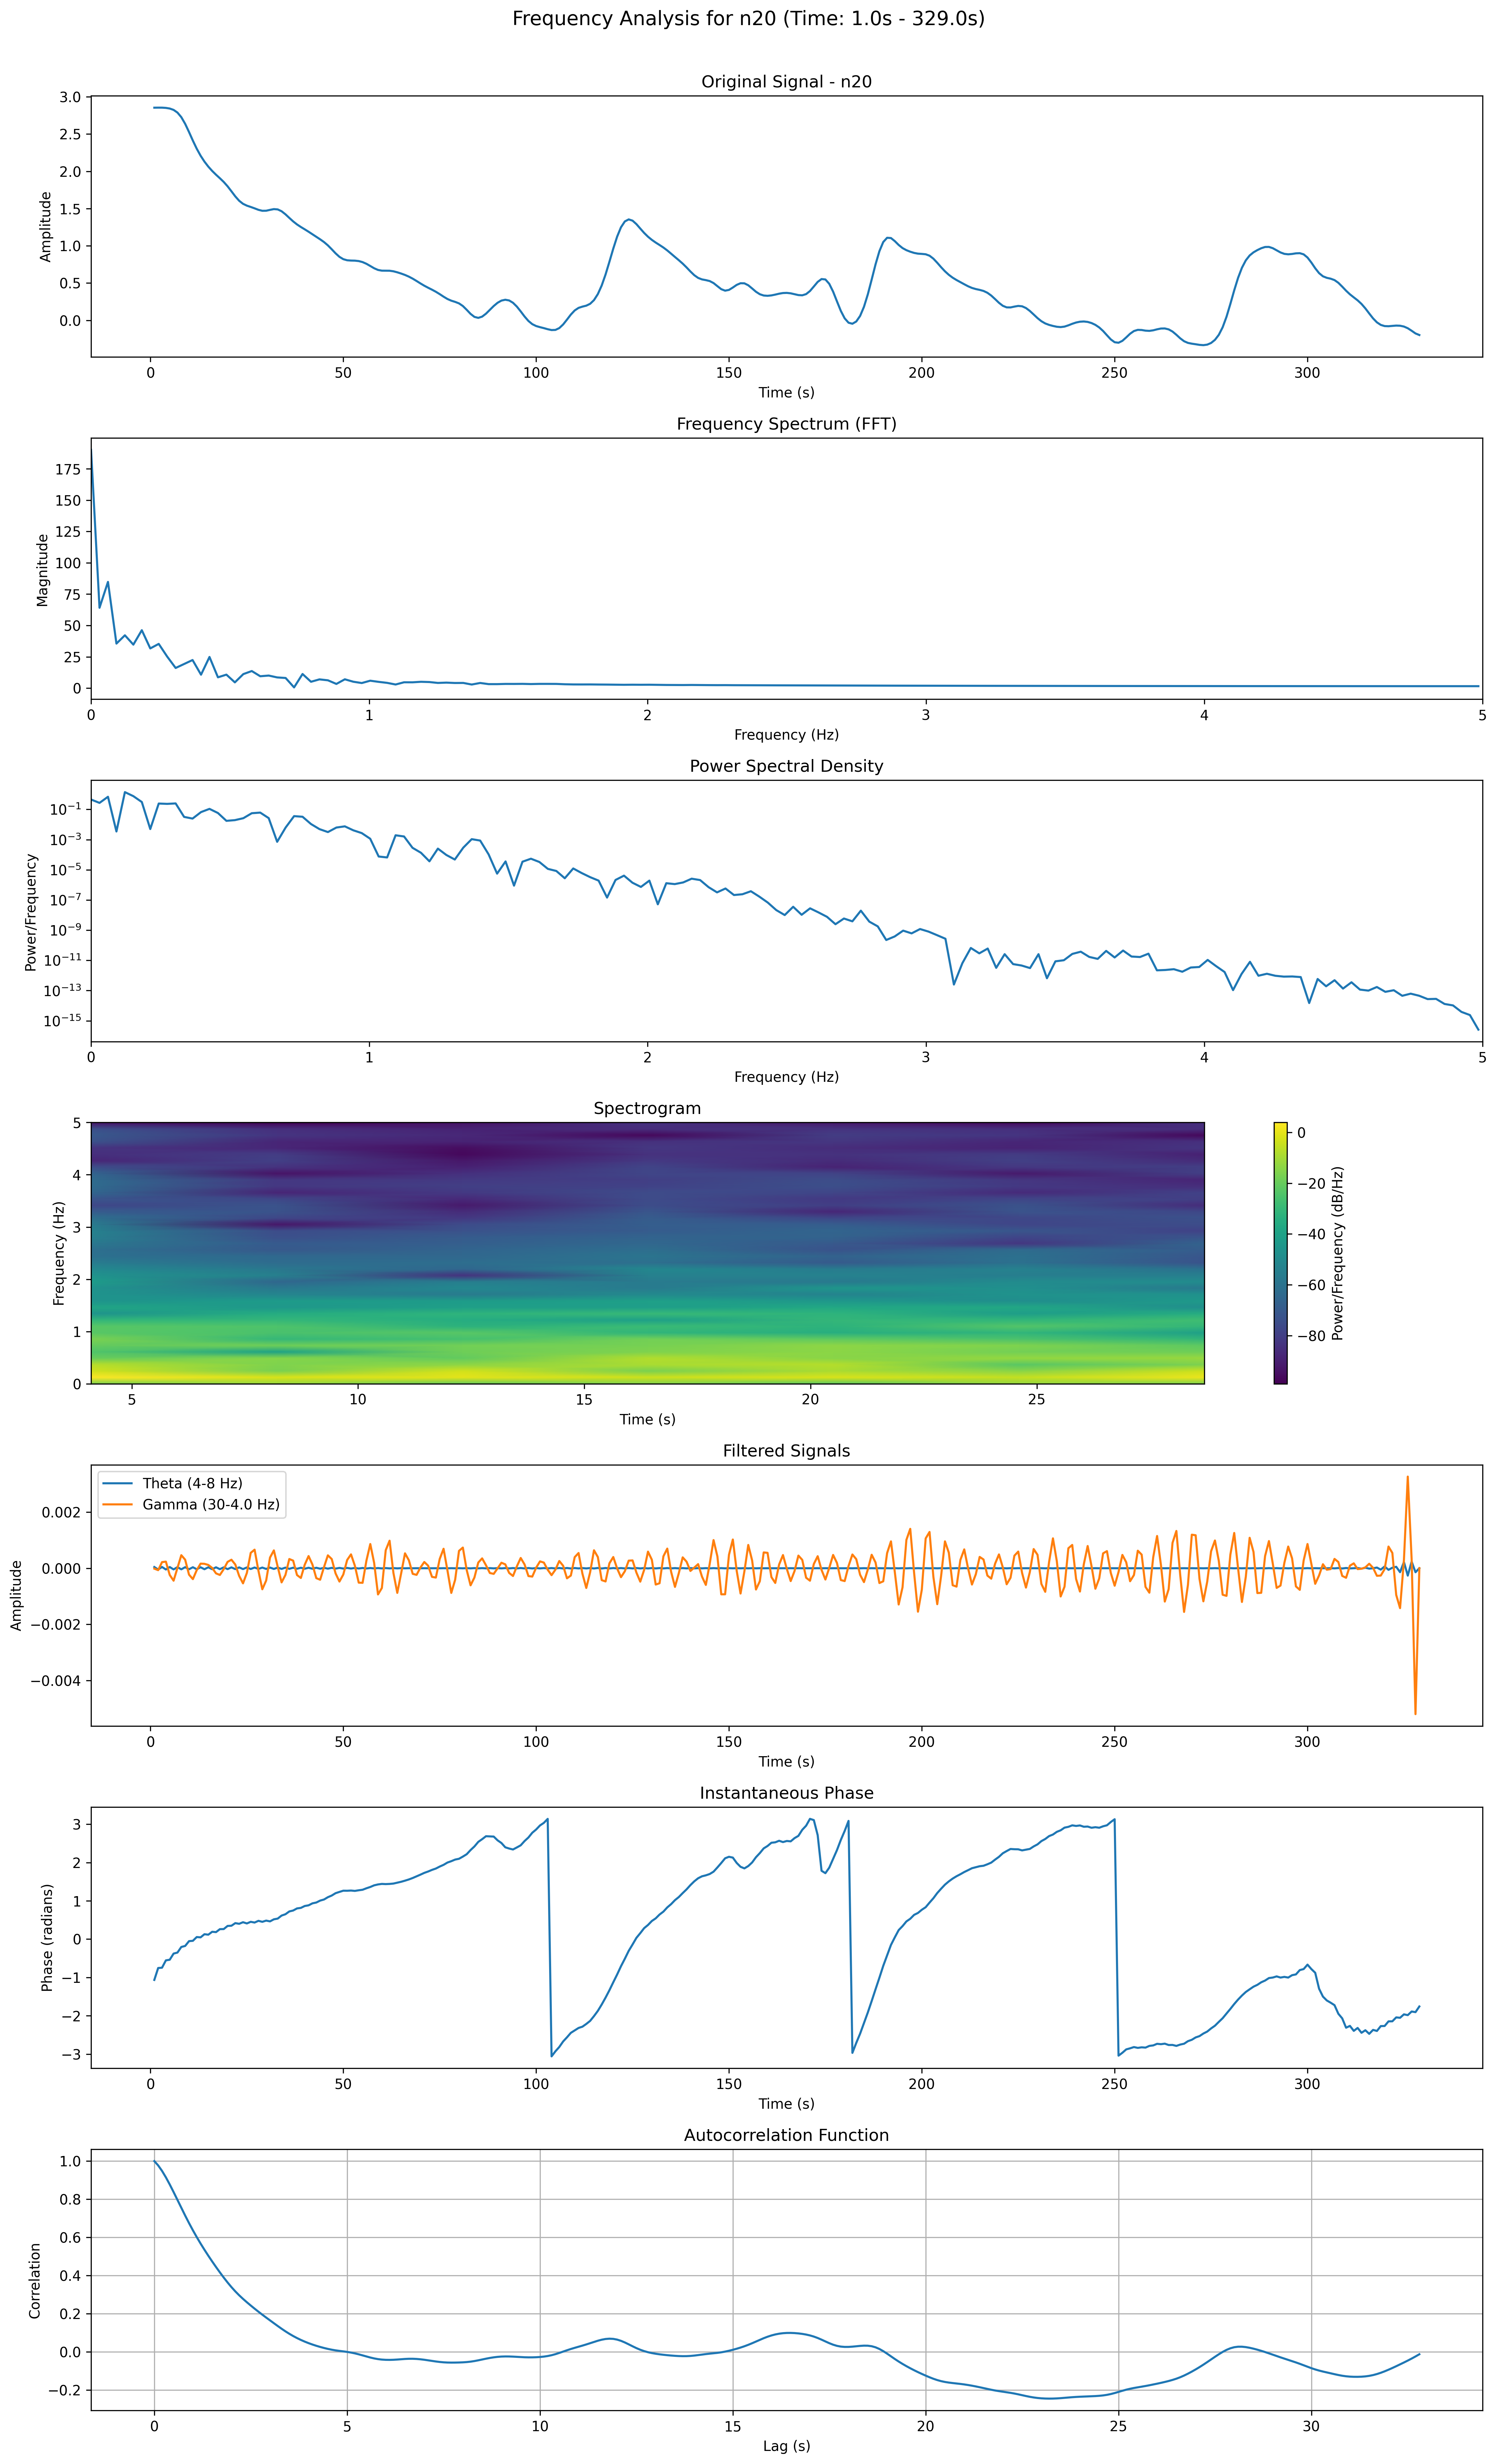 Frequency Analysis for n20 (Time: 1.0s - 329.0s)
Original Signal - n20
3.0
2.5
2.0
1.5
1.0
0.5
0.0
Amplitude
0 50 100 150 200 250 300
Time (s)
Frequency Spectrum (FFT)
175
150
125
100
75
50
25
0
Magnitude
0 1 2 3 4 5
Frequency (Hz)
Power Spectral Density
10⁻¹
10⁻³
10⁻⁵
10⁻⁷
10⁻⁹
10⁻¹¹
10⁻¹³
10⁻¹⁵
Power/Frequency
0 1 2 3 4 5
Frequency (Hz)
Spectrogram
5
4
3
2
1
0
Frequency (Hz)
5 10 15 20 25
Time (s)
0
−20
−40
−60
−80
Power/Frequency (dB/Hz)
Filtered Signals
Theta (4-8 Hz)
Gamma (30-4.0 Hz)
0.002
0.000
−0.002
−0.004
Amplitude
0 50 100 150 200 250 300
Time (s)
Instantaneous Phase
3
2
1
0
−1
−2
−3
Phase (radians)
0 50 100 150 200 250 300
Time (s)
Autocorrelation Function
1.0
0.8
0.6
0.4
0.2
0.0
−0.2
Correlation
0 5 10 15 20 25 30
Lag (s)